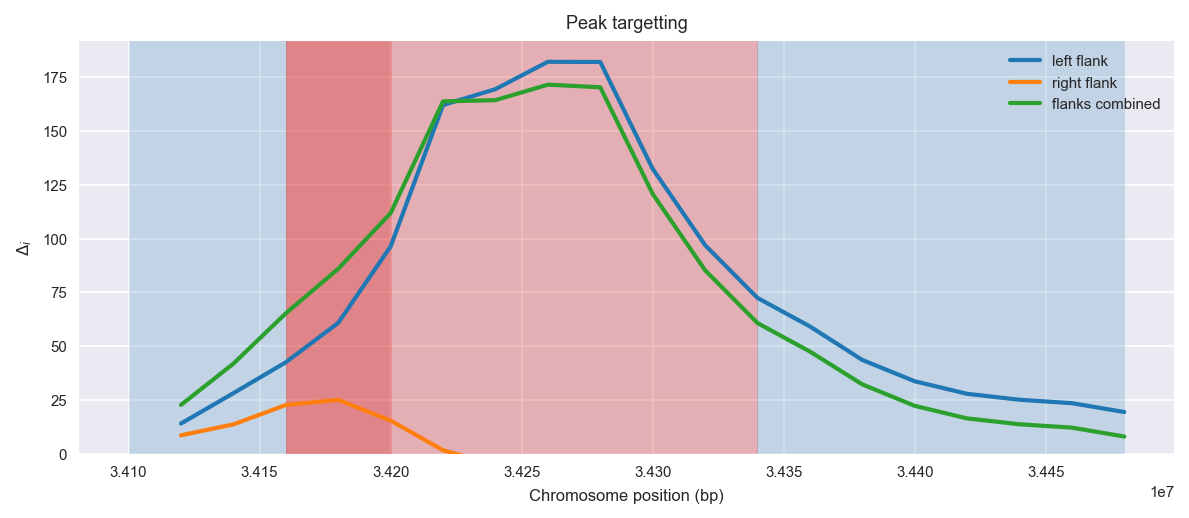 Peak targetting
left flank
right flank
flanks combined
175
150
125
100
75
50
25
0
Δi
3.410 3.415 3.420 3.425 3.430 3.435 3.440 3.445
1e7
Chromosome position (bp)